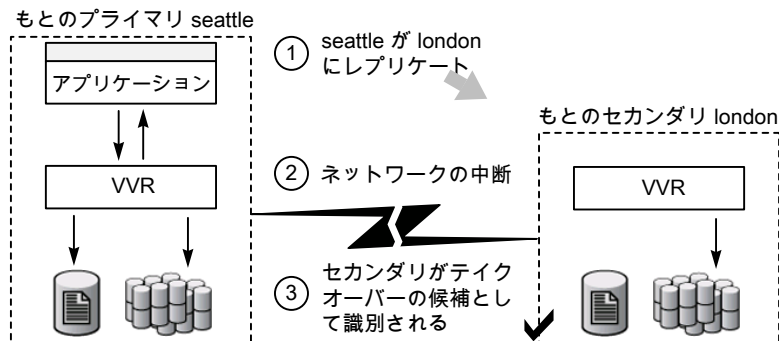 もとのプライマリ seattle
アプリケーション
VVR
① seattle が london
にレプリケート
② ネットワークの中断
③ セカンダリがテイク
オーバーの候補とし
て識別される
もとのセカンダリ london
VVR